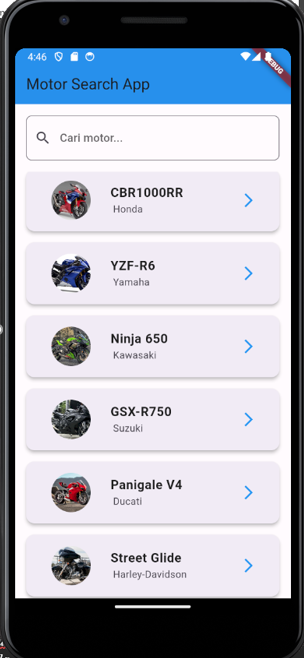 4:46
DEBUG
Motor Search App
Cari motor...
CBR1000RR
Honda
YZF-R6
Yamaha
Ninja 650
Kawasaki
GSX-R750
Suzuki
Panigale V4
Ducati
Street Glide
Harley-Davidson